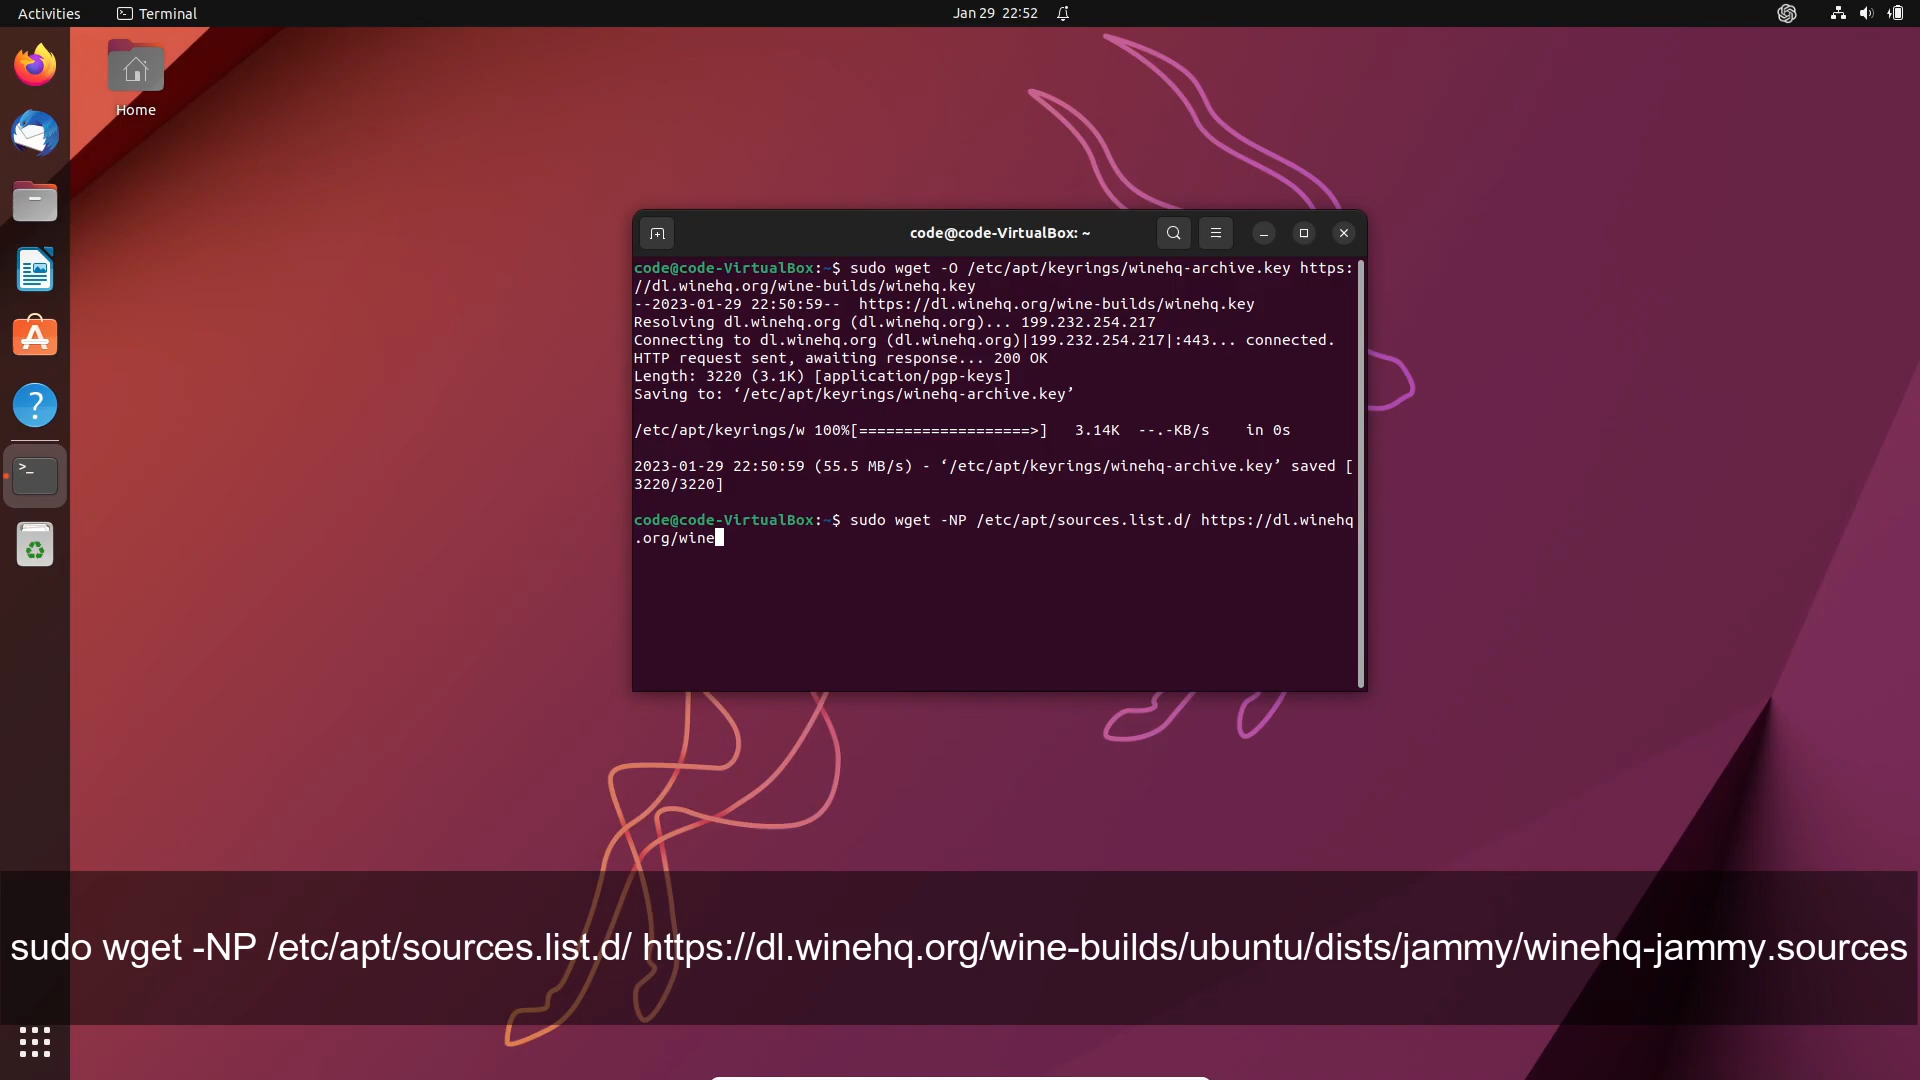 Activities
Terminal
Jan 29 22:52
Home
code@code-VirtualBox: ~
code@code-VirtualBox:~$ sudo wget -O /etc/apt/keyrings/winehq-archive.key https:
//dl.winehq.org/wine-builds/winehq.key
--2023-01-29 22:50:59-- https://dl.winehq.org/wine-builds/winehq.key
Resolving dl.winehq.org (dl.winehq.org)... 199.232.254.217
Connecting to dl.winehq.org (dl.winehq.org)|199.232.254.217|:443... connected.
HTTP request sent, awaiting response... 200 OK
Length: 3220 (3.1K) [application/pgp-keys]
Saving to: ‘/etc/apt/keyrings/winehq-archive.key’
/etc/apt/keyrings/w 100%[===================>] 3.14K --.-KB/s in 0s
2023-01-29 22:50:59 (55.5 MB/s) - ‘/etc/apt/keyrings/winehq-archive.key’ saved [
3220/3220]
code@code-VirtualBox:~$ sudo wget -NP /etc/apt/sources.list.d/ https://dl.winehq
.org/wine
sudo wget -NP /etc/apt/sources.list.d/ https://dl.winehq.org/wine-builds/ubuntu/dists/jammy/winehq-jammy.sources